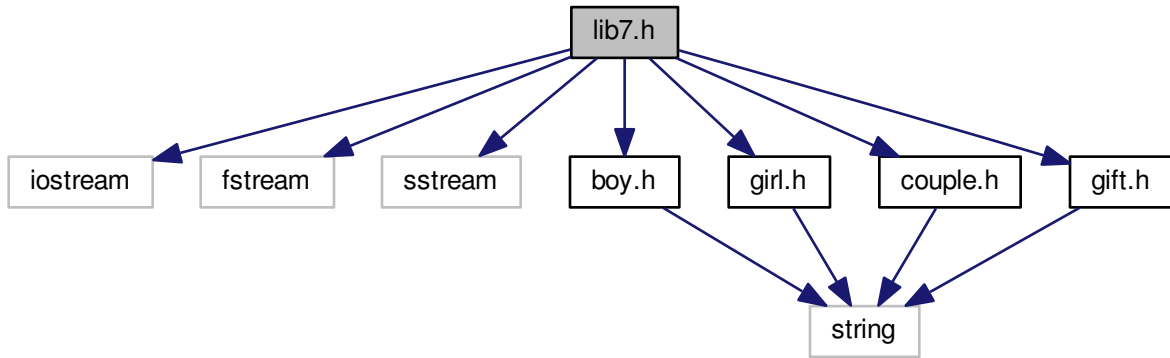 lib7.h
iostream
fstream
sstream
boy.h
girl.h
couple.h
gift.h
string